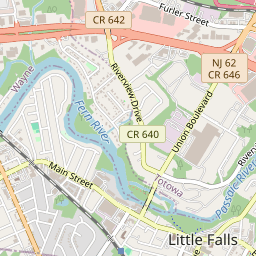 Furler Street
CR 642
Wayne
Riverview Drive
NJ 62
CR 646
Fern River
CR 640
Union Boulevard
Main Street
Totowa
River
Passaic River
Little Falls